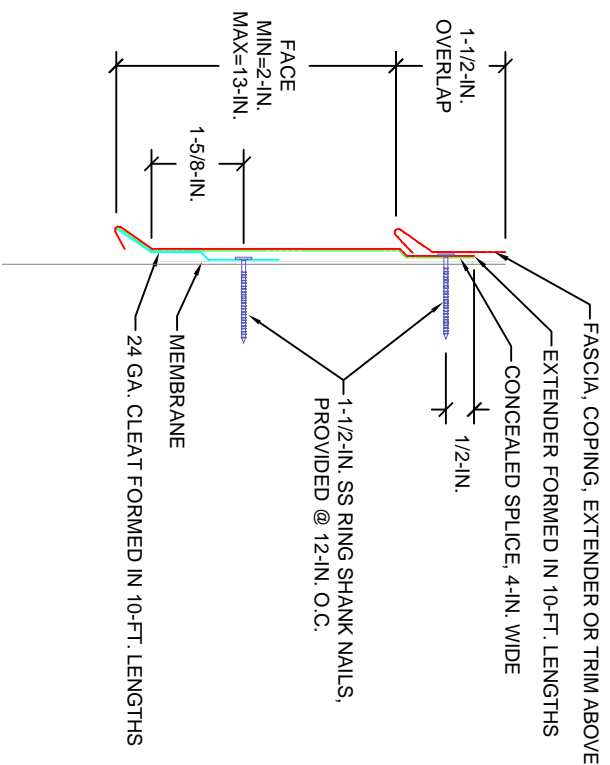 FASCIA, COPING, EXTENDER OR TRIM ABOVE
EXTENDER FORMED IN 10-FT. LENGTHS
CONCEALED SPLICE, 4-IN. WIDE
1/2-IN.
1-1/2-IN. SS RING SHANK NAILS,
PROVIDED @ 12-IN. O.C.
MEMBRANE
24 GA. CLEAT FORMED IN 10-FT. LENGTHS
1-1/2-IN.
OVERLAP
FACE
MIN=2-IN.
MAX=13-IN.
1-5/8-IN.